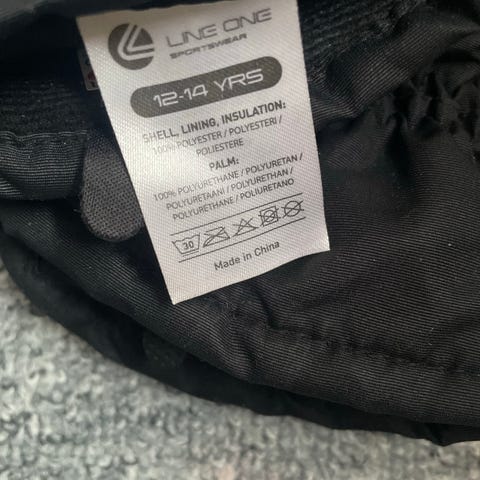 LINE ONE
SPORTSWEAR
12-14 YRS
SHELL, LINING, INSULATION:
100% POLYESTER / POLYESTERI /
POLIESTERE
PALM:
100% POLYURETHANE / POLYURETAN /
POLYURETAANI / POLYURETHAN /
POLYURETHANE / POLIURETANO
30
Made in China